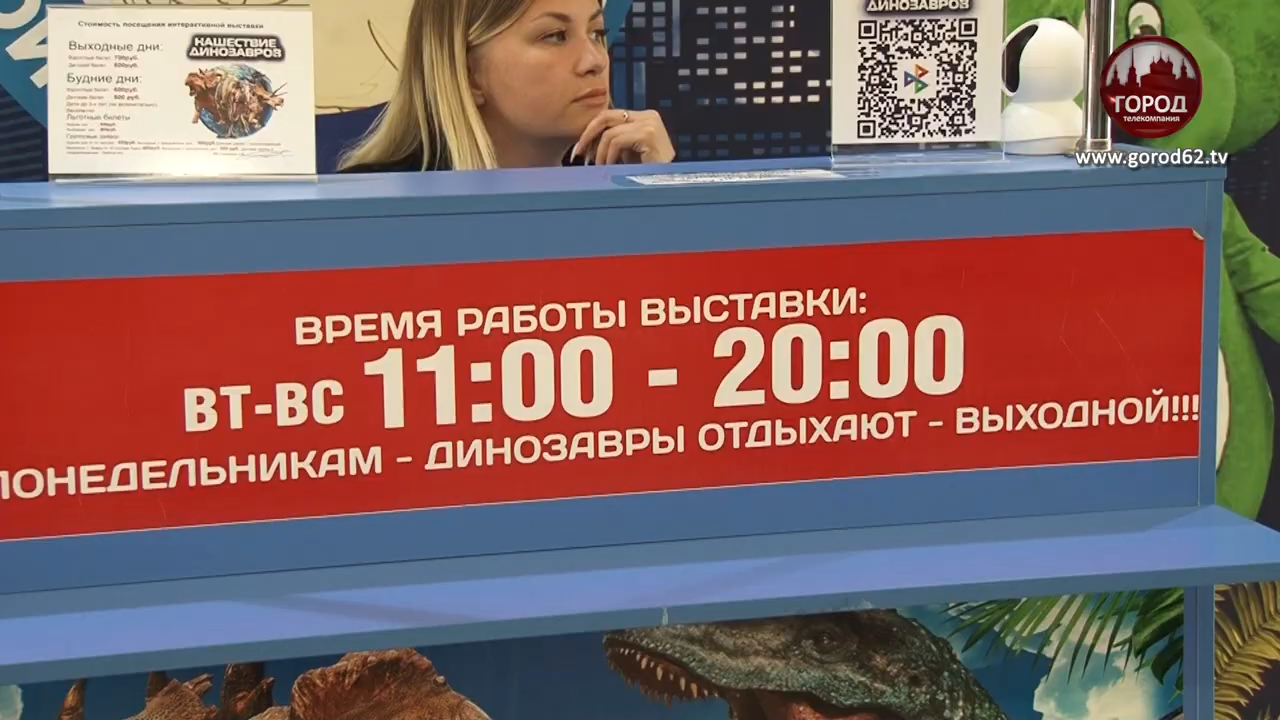 Стоимость посещения интерактивной выставки
Выходные дни:
НАШЕСТВИЕ
ДИНОЗАВРОВ
Будние дни:
Льготные билеты
ДИНОЗАВРОВ
ГОРОД
телекомпания
www.gorod62.tv
ВРЕМЯ РАБОТЫ ВЫСТАВКИ:
ВТ-ВС 11:00 - 20:00
ПОНЕДЕЛЬНИКАМ - ДИНОЗАВРЫ ОТДЫХАЮТ - ВЫХОДНОЙ!!!